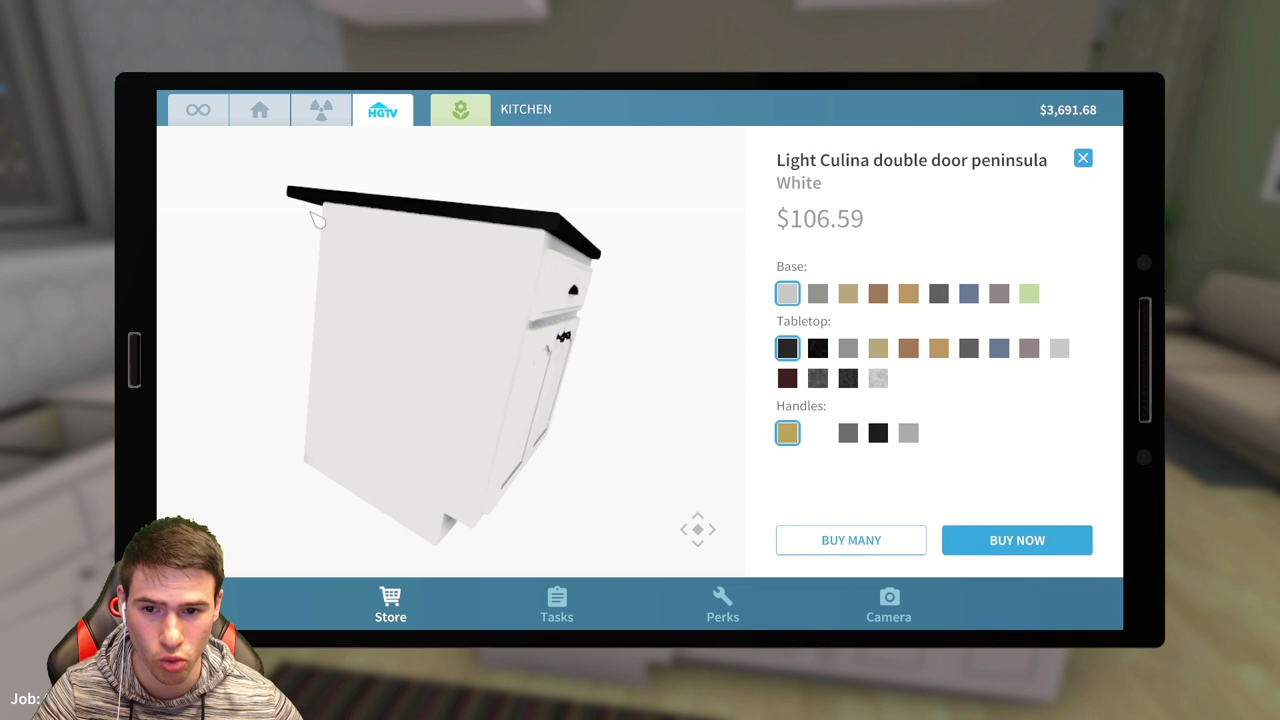 HGTV
KITCHEN
$3,691.68
Light Culina double door peninsula
White
$106.59
Base:
Tabletop:
Handles:
BUY MANY
BUY NOW
Store
Tasks
Perks
Camera
Job: